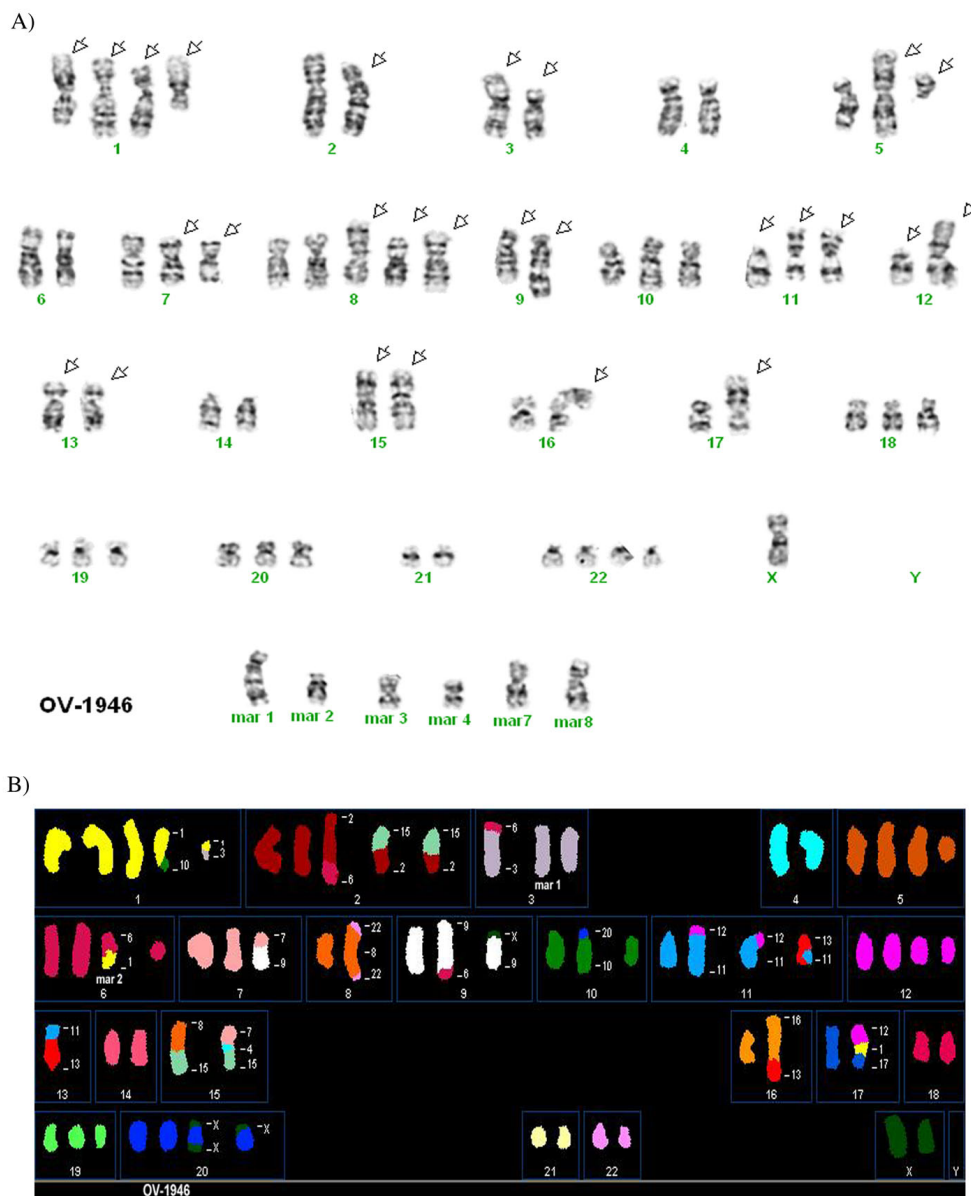 A)
1 2 3 4 5
6 7 8 9 10 11 12
13 14 15 16 17 18
19 20 21 22 X Y
OV-1946 mar 1 mar 2 mar 3 mar 4 mar7 mar8
B)
-1 -10 -1 -3
1
-2 -6 -15 -2 -15 -2
2
-6 -3 mar 1
3
4
5
-6 -1 mar 2
6
-7 -9
7
-22 -8 -22
8
-9 -6 -X -9
9
-20 -10
10
-12 -11 -12 -11 -13 -11
11
12
-11 -13
13
14
-8 -15 -7 -4 -15
15
-16 -13
16
-12 -1 -17
17
18
19
-X -X -X
20
21
22
X Y
OV-1946